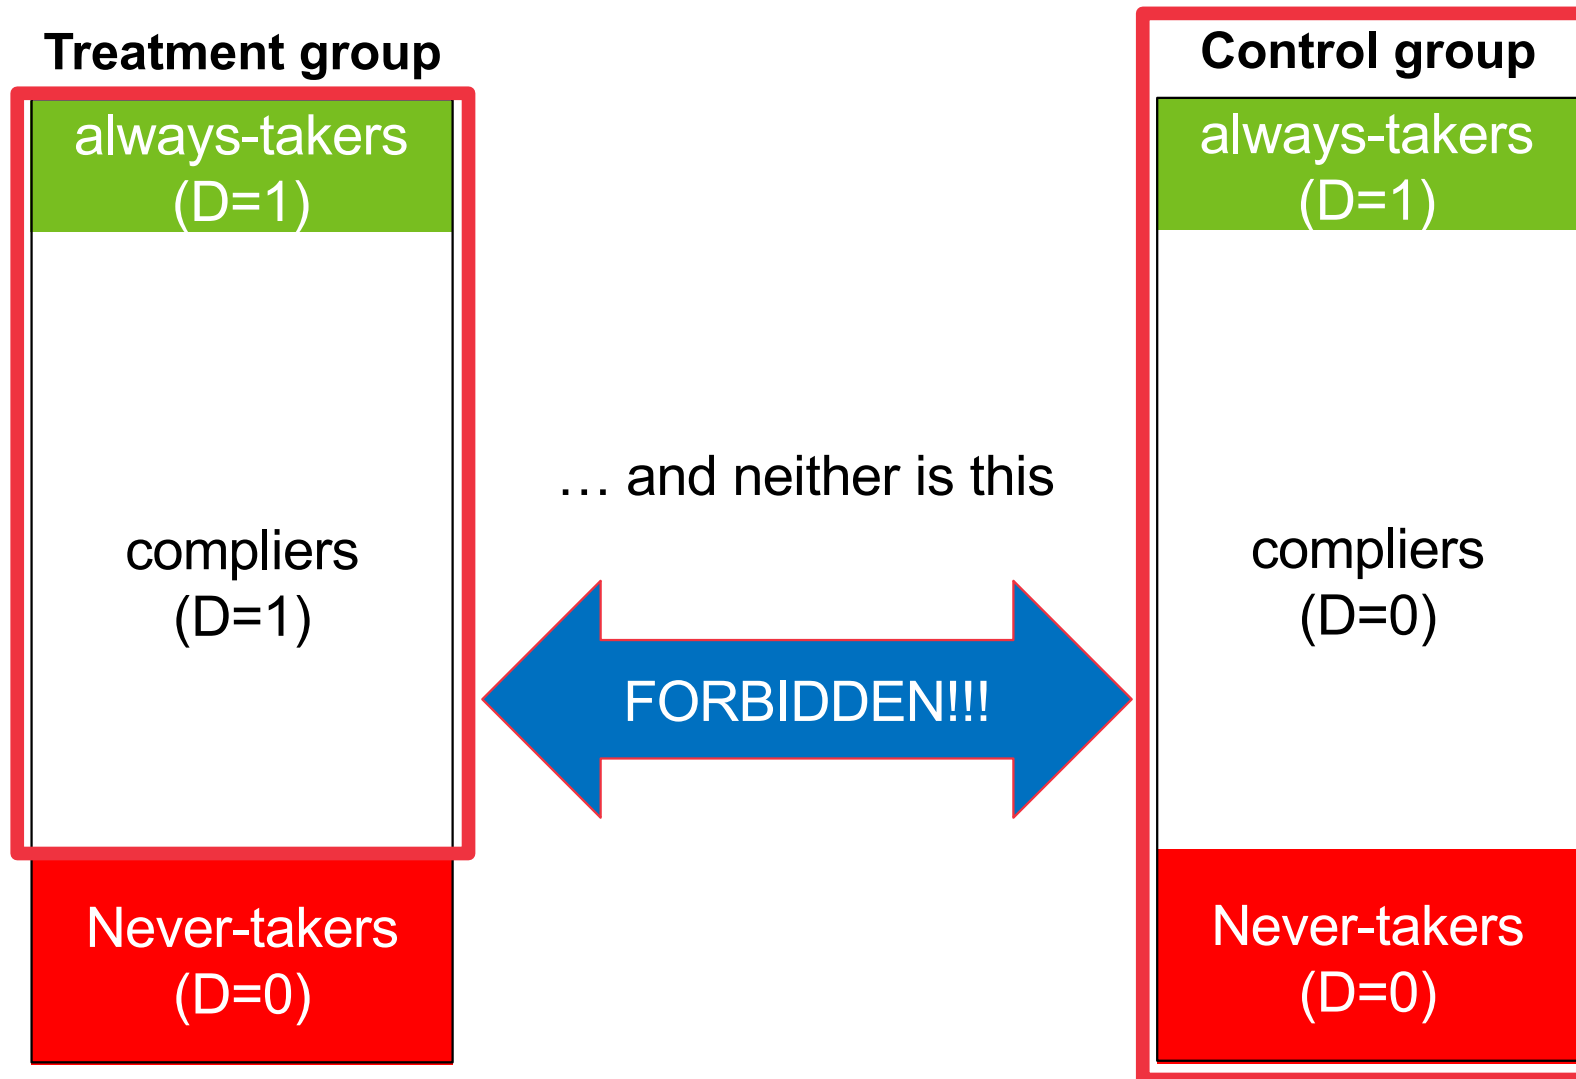 Treatment group
always-takers
(D=1)
compliers
(D=1)
Never-takers
(D=0)
… and neither is this
FORBIDDEN!!!
Control group
always-takers
(D=1)
compliers
(D=0)
Never-takers
(D=0)